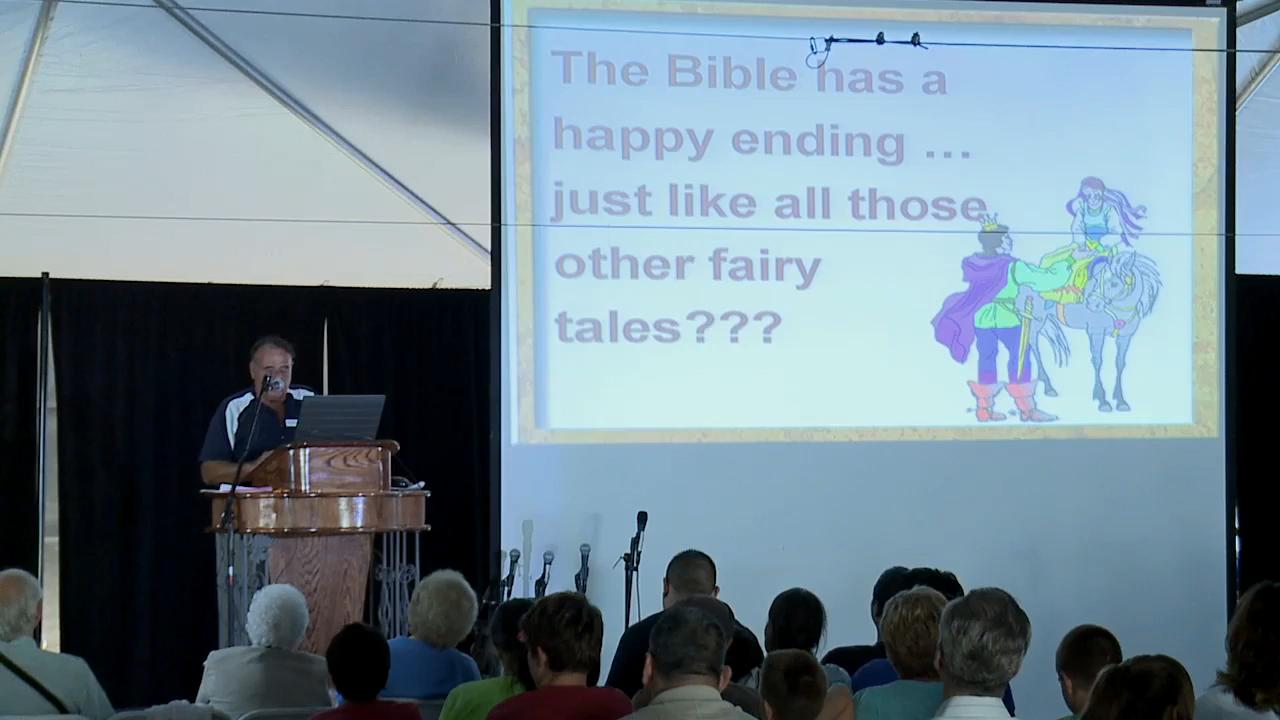 The Bible has a
happy ending ...
just like all those
other fairy
tales???